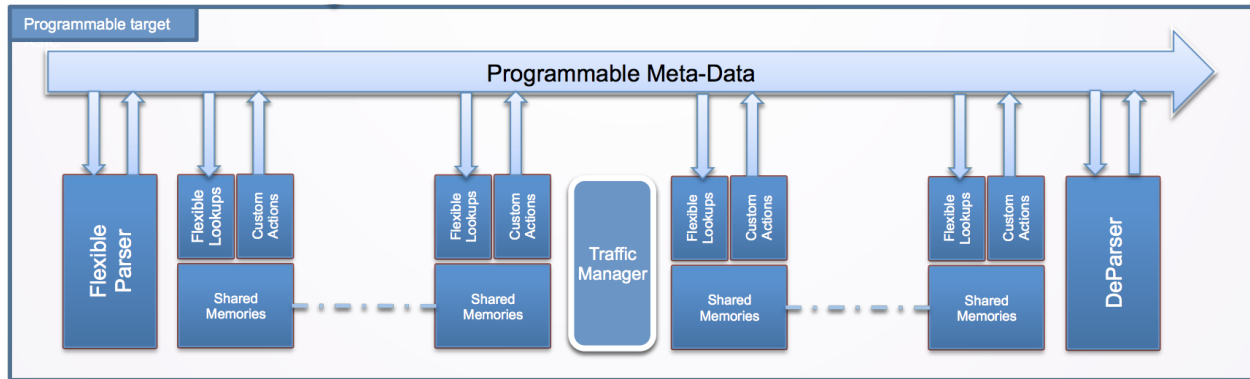 Programmable target
Programmable Meta-Data
Flexible
Parser
Flexible
Lookups
Custom
Actions
Shared
Memories
Flexible
Lookups
Custom
Actions
Shared
Memories
Traffic
Manager
Flexible
Lookups
Custom
Actions
Shared
Memories
Flexible
Lookups
Custom
Actions
Shared
Memories
DeParser